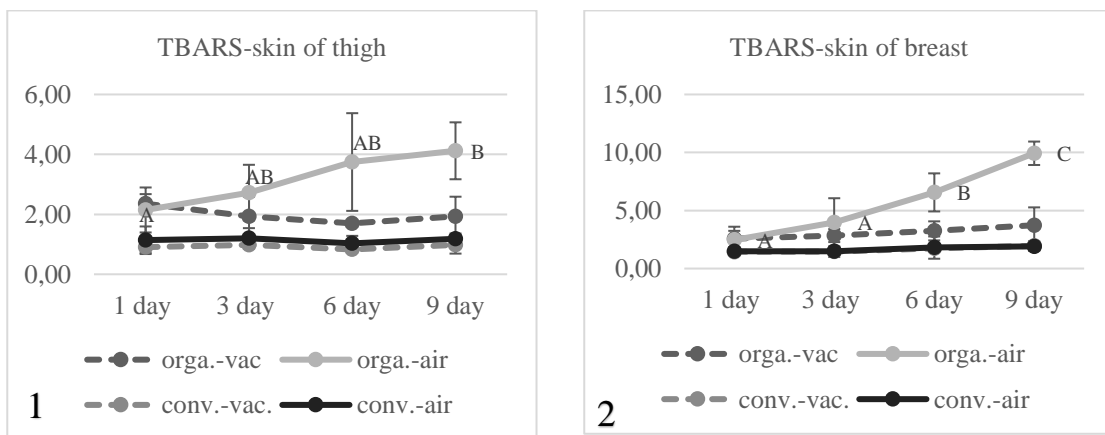 TBARS-skin of thigh
6,00
4,00
2,00
0,00
A
AB
AB
B
1 day 3 day 6 day 9 day
orga.-vac orga.-air
conv.-vac. conv.-air
1
TBARS-skin of breast
15,00
10,00
5,00
0,00
A
A
B
C
1 day 3 day 6 day 9 day
orga.-vac orga.-air
conv.-vac. conv.-air
2